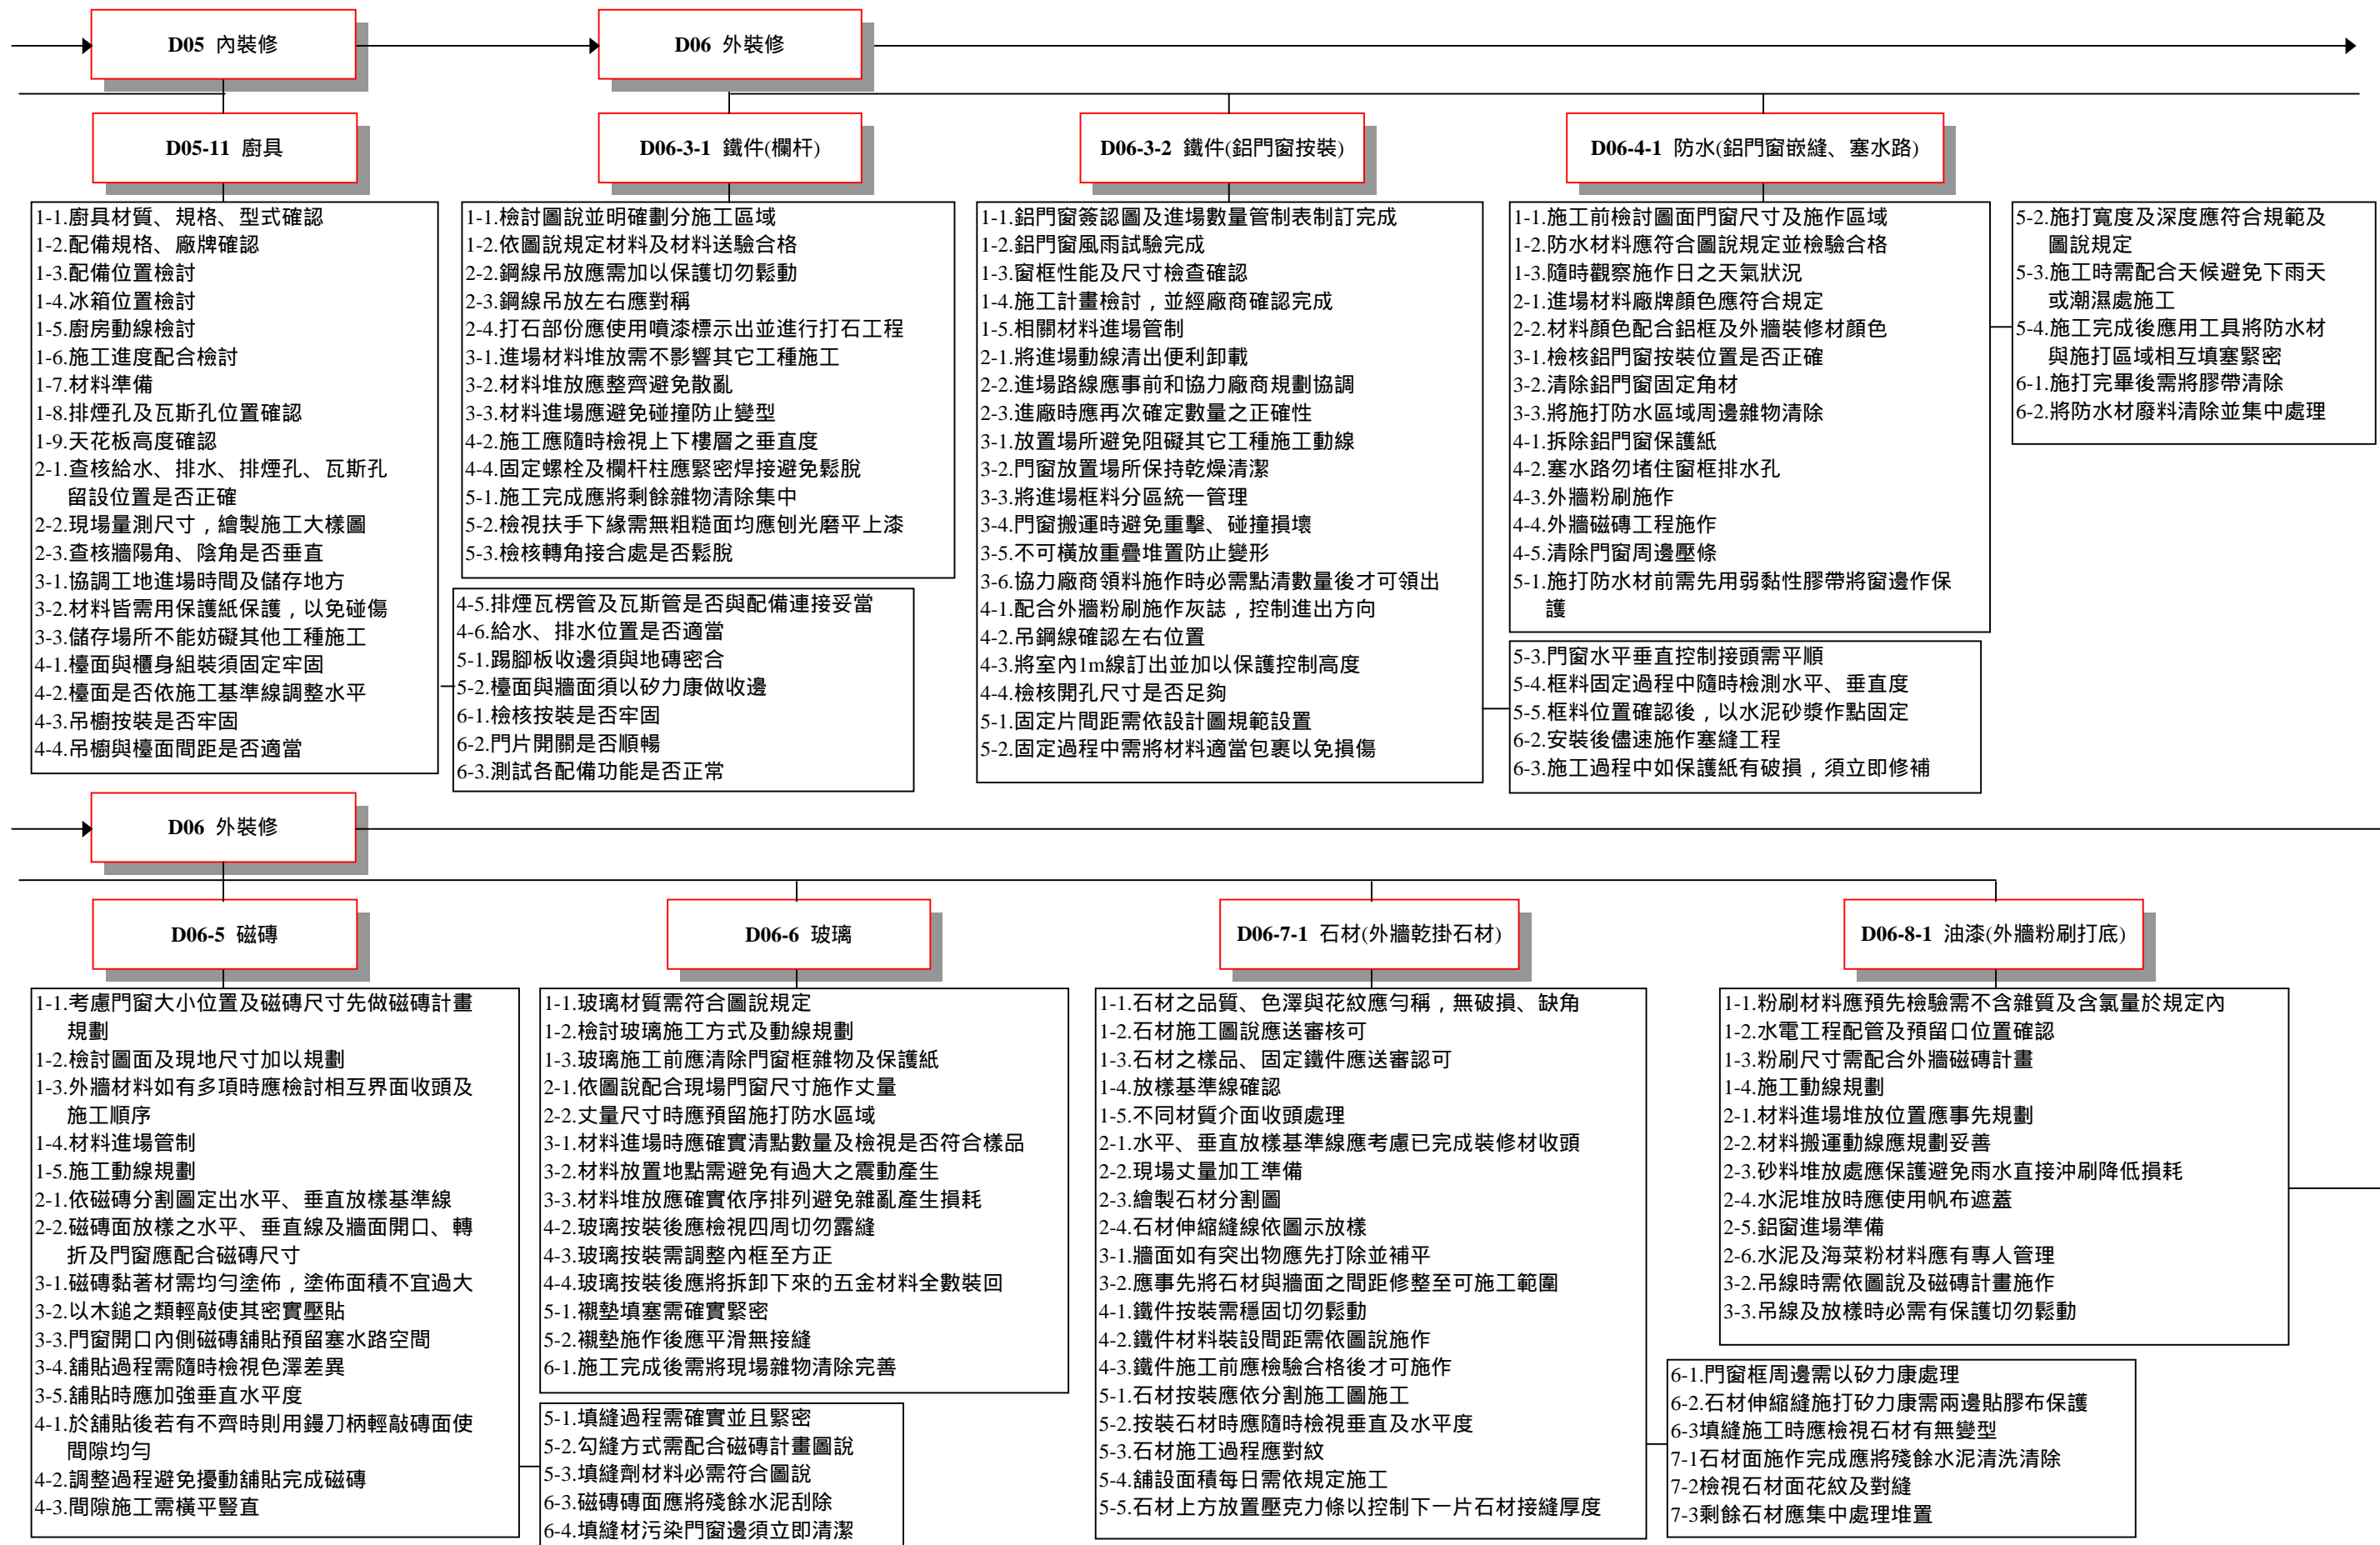 D05 內裝修
D06 外裝修
D05-11 廚具
1-1.廚具材質、規格、型式確認
1-2.配備規格、廠牌確認
1-3.配備位置檢討
1-4.冰箱位置檢討
1-5.廚房動線檢討
1-6.施工進度配合檢討
1-7.材料準備
1-8.排煙孔及瓦斯孔位置確認
1-9.天花板高度確認
2-1.查核給水、排水、排煙孔、瓦斯孔
留設位置是否正確
2-2.現場量測尺寸，繪製施工大樣圖
2-3.查核牆陽角、陰角是否垂直
3-1.協調工地進場時間及儲存地方
3-2.材料皆需用保護紙保護，以免碰傷
3-3.儲存場所不能妨礙其他工種施工
4-1.檯面與櫃身組裝須固定牢固
4-2.檯面是否依施工基準線調整水平
4-3.吊櫥按裝是否牢固
4-4.吊櫥與檯面間距是否適當
4-5.排煙瓦楞管及瓦斯管是否與配備連接妥當
4-6.給水、排水位置是否適當
5-1.踢腳板收邊須與地磚密合
5-2.檯面與牆面須以矽力康做收邊
6-1.檢核按裝是否牢固
6-2.門片開關是否順暢
6-3.測試各配備功能是否正常
D06-3-1 鐵件(欄杆)
1-1.檢討圖說並明確劃分施工區域
1-2.依圖說規定材料及材料送驗合格
2-2.鋼線吊放應需加以保護切勿鬆動
2-3.鋼線吊放左右應對稱
2-4.打石部份應使用噴漆標示出並進行打石工程
3-1.進場材料堆放需不影響其它工種施工
3-2.材料堆放應整齊避免散亂
3-3.材料進場應避免碰撞防止變型
4-2.施工應隨時檢視上下樓層之垂直度
4-4.固定螺栓及欄杆柱應緊密焊接避免鬆脫
5-1.施工完成應將剩餘雜物清除集中
5-2.檢視扶手下緣需無粗糙面均應刨光磨平上漆
5-3.檢核轉角接合處是否鬆脫
D06-3-2 鐵件(鋁門窗按裝)
1-1.鋁門窗簽認圖及進場數量管制表制訂完成
1-2.鋁門窗風雨試驗完成
1-3.窗框性能及尺寸檢查確認
1-4.施工計畫檢討，並經廠商確認完成
1-5.相關材料進場管制
2-1.將進場動線清出便利卸載
2-2.進場路線應事前和協力廠商規劃協調
2-3.進廠時應再次確定數量之正確性
3-1.放置場所避免阻礙其它工種施工動線
3-2.門窗放置場所保持乾燥清潔
3-3.將進場框料分區統一管理
3-4.門窗搬運時避免重擊、碰撞損壞
3-5.不可橫放重疊堆置防止變形
3-6.協力廠商領料施作時必需點清數量後才可領出
4-1.配合外牆粉刷施作灰誌，控制進出方向
4-2.吊鋼線確認左右位置
4-3.將室內1m線訂出並加以保護控制高度
4-4.檢核開孔尺寸是否足夠
5-1.固定片間距需依設計圖規範設置
5-2.固定過程中需將材料適當包裹以免損傷
5-3.門窗水平垂直控制接頭需平順
5-4.框料固定過程中隨時檢測水平、垂直度
5-5.框料位置確認後，以水泥砂漿作點固定
6-2.安裝後儘速施作塞縫工程
6-3.施工過程中如保護紙有破損，須立即修補
D06-4-1 防水(鋁門窗嵌縫、塞水路)
1-1.施工前檢討圖面門窗尺寸及施作區域
1-2.防水材料應符合圖說規定並檢驗合格
1-3.隨時觀察施作日之天氣狀況
2-1.進場材料廠牌顏色應符合規定
2-2.材料顏色配合鋁框及外牆裝修材顏色
3-1.檢核鋁門窗按裝位置是否正確
3-2.清除鋁門窗固定角材
3-3.將施打防水區域周邊雜物清除
4-1.拆除鋁門窗保護紙
4-2.塞水路勿堵住窗框排水孔
4-3.外牆粉刷施作
4-4.外牆磁磚工程施作
4-5.清除門窗周邊壓條
5-1.施打防水材前需先用弱黏性膠帶將窗邊作保
護
5-2.施打寬度及深度應符合規範及
圖說規定
5-3.施工時需配合天候避免下雨天
或潮濕處施工
5-4.施工完成後應用工具將防水材
與施打區域相互填塞緊密
6-1.施打完畢後需將膠帶清除
6-2.將防水材廢料清除並集中處理
D06 外裝修
D06-5 磁磚
1-1.考慮門窗大小位置及磁磚尺寸先做磁磚計畫
規劃
1-2.檢討圖面及現地尺寸加以規劃
1-3.外牆材料如有多項時應檢討相互界面收頭及
施工順序
1-4.材料進場管制
1-5.施工動線規劃
2-1.依磁磚分割圖定出水平、垂直放樣基準線
2-2.磁磚面放樣之水平、垂直線及牆面開口、轉
折及門窗應配合磁磚尺寸
3-1.磁磚黏著材需均勻塗佈，塗佈面積不宜過大
3-2.以木鎚之類輕敲使其密實壓貼
3-3.門窗開口內側磁磚舖貼預留塞水路空間
3-4.舖貼過程需隨時檢視色澤差異
3-5.舖貼時應加強垂直水平度
4-1.於舖貼後若有不齊時則用鏝刀柄輕敲磚面使
間隙均勻
4-2.調整過程避免擾動舖貼完成磁磚
4-3.間隙施工需橫平豎直
5-1.填縫過程需確實並且緊密
5-2.勾縫方式需配合磁磚計畫圖說
5-3.填縫劑材料必需符合圖說
6-3.磁磚磚面應將殘餘水泥刮除
6-4.填縫材污染門窗邊須立即清潔
D06-6 玻璃
1-1.玻璃材質需符合圖說規定
1-2.檢討玻璃施工方式及動線規劃
1-3.玻璃施工前應清除門窗框雜物及保護紙
2-1.依圖說配合現場門窗尺寸施作丈量
2-2.丈量尺寸時應預留施打防水區域
3-1.材料進場時應確實清點數量及檢視是否符合樣品
3-2.材料放置地點需避免有過大之震動產生
3-3.材料堆放應確實依序排列避免雜亂產生損耗
4-2.玻璃按裝後應檢視四周切勿露縫
4-3.玻璃按裝需調整內框至方正
4-4.玻璃按裝後應將拆卸下來的五金材料全數裝回
5-1.襯墊填塞需確實緊密
5-2.襯墊施作後應平滑無接縫
6-1.施工完成後需將現場雜物清除完善
D06-7-1 石材(外牆乾掛石材)
1-1.石材之品質、色澤與花紋應勻稱，無破損、缺角
1-2.石材施工圖說應送審核可
1-3.石材之樣品、固定鐵件應送審認可
1-4.放樣基準線確認
1-5.不同材質介面收頭處理
2-1.水平、垂直放樣基準線應考慮已完成裝修材收頭
2-2.現場丈量加工準備
2-3.繪製石材分割圖
2-4.石材伸縮縫線依圖示放樣
3-1.牆面如有突出物應先打除並補平
3-2.應事先將石材與牆面之間距修整至可施工範圍
4-1.鐵件按裝需穩固切勿鬆動
4-2.鐵件材料裝設間距需依圖說施作
4-3.鐵件施工前應檢驗合格後才可施作
5-1.石材按裝應依分割施工圖施工
5-2.按裝石材時應隨時檢視垂直及水平度
5-3.石材施工過程應對紋
5-4.舖設面積每日需依規定施工
5-5.石材上方放置壓克力條以控制下一片石材接縫厚度
6-1.門窗框周邊需以矽力康處理
6-2.石材伸縮縫施打矽力康需兩邊貼膠布保護
6-3填縫施工時應檢視石材有無變型
7-1石材面施作完成應將殘餘水泥清洗清除
7-2檢視石材面花紋及對縫
7-3剩餘石材應集中處理堆置
D06-8-1 油漆(外牆粉刷打底)
1-1.粉刷材料應預先檢驗需不含雜質及含氯量於規定內
1-2.水電工程配管及預留口位置確認
1-3.粉刷尺寸需配合外牆磁磚計畫
1-4.施工動線規劃
2-1.材料進場堆放位置應事先規劃
2-2.材料搬運動線應規劃妥善
2-3.砂料堆放處應保護避免雨水直接沖刷降低損耗
2-4.水泥堆放時應使用帆布遮蓋
2-5.鋁窗進場準備
2-6.水泥及海菜粉材料應有專人管理
3-2.吊線時需依圖說及磁磚計畫施作
3-3.吊線及放樣時必需有保護切勿鬆動